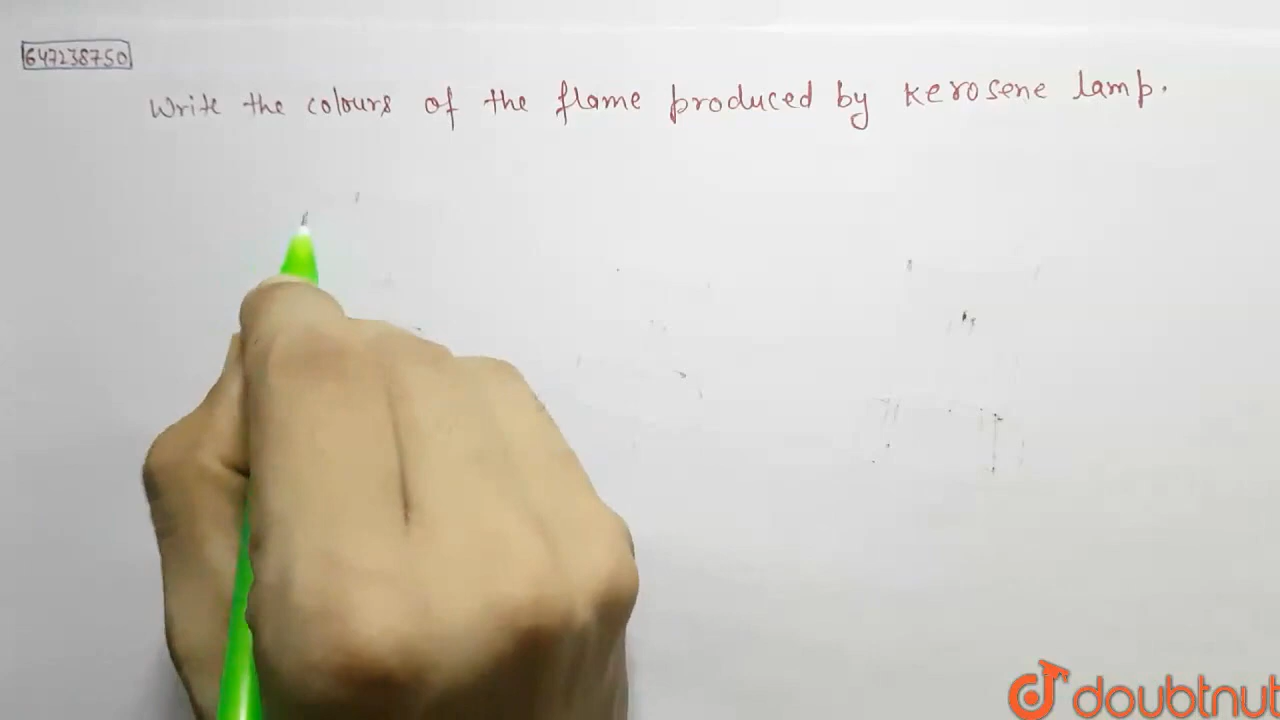 647238750
Write the colours of the flame produced by kerosene lamp.
doubtnut